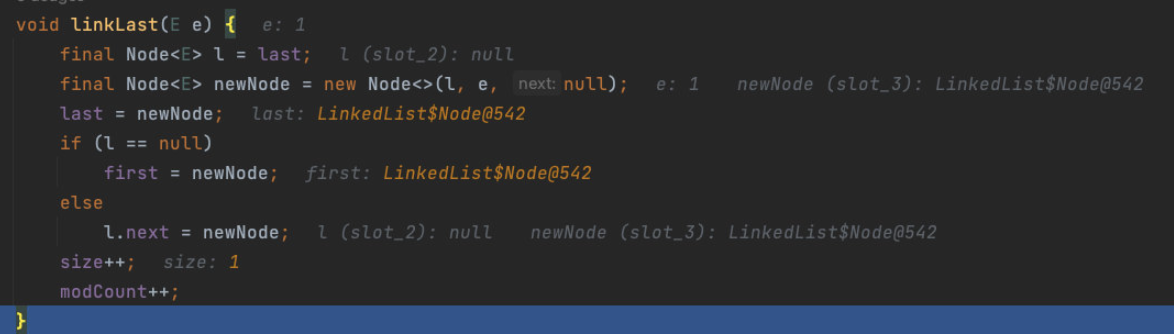 void linkLast(E e) {   e: 1
    final Node<E> l = last;   l (slot_2): null
    final Node<E> newNode = new Node<>(l, e, next: null);   e: 1   newNode (slot_3): LinkedList$Node@542
    last = newNode;   last: LinkedList$Node@542
    if (l == null)
        first = newNode;   first: LinkedList$Node@542
    else
        l.next = newNode;   l (slot_2): null   newNode (slot_3): LinkedList$Node@542
    size++;   size: 1
    modCount++;
}